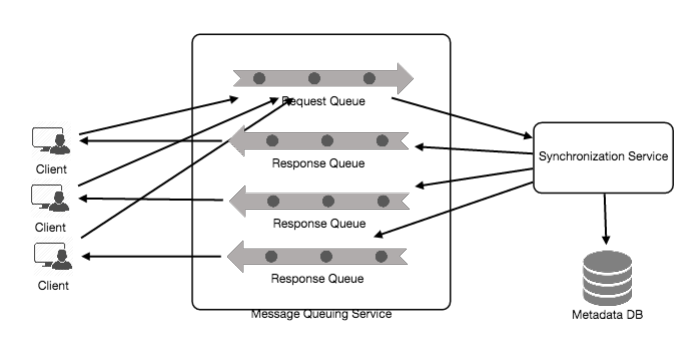 Request Queue
Client
Response Queue
Synchronization Service
Client
Response Queue
Client
Response Queue
Message Queuing Service
Metadata DB